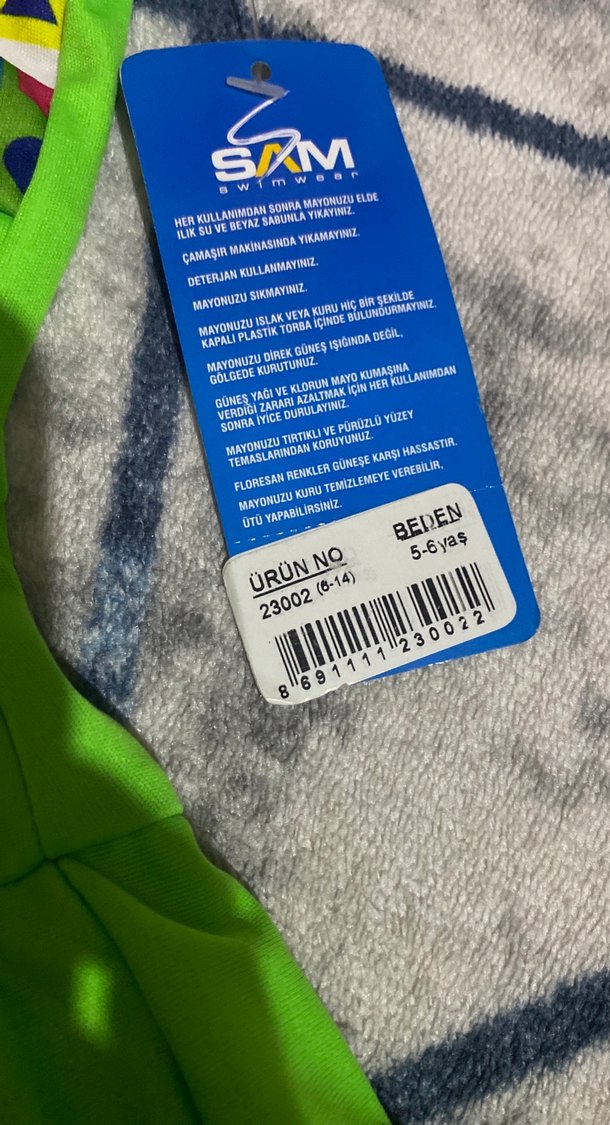 SAM
swimwear
HER KULLANIMDAN SONRA MAYONUZU ELDE
ILIK SU VE BEYAZ SABUNLA YIKAYINIZ.
ÇAMAŞIR MAKİNASINDA YIKAMAYINIZ.
DETERJAN KULLANMAYINIZ.
MAYONUZU SIKMAYINIZ.
MAYONUZU ISLAK VEYA KURU HİÇ BİR ŞEKİLDE
KAPALI PLASTİK TORBA İÇİNDE BULUNDURMAYINIZ.
MAYONUZU DİREK GÜNEŞ IŞIĞINDA DEĞİL,
GÖLGEDE KURUTUNUZ.
GÜNEŞ YAĞI VE KLORUN MAYO KUMAŞINA
VERDİĞİ ZARARI AZALTMAK İÇİN HER KULLANIMDAN
SONRA İYİCE DURULAYINIZ.
MAYONUZU TIRTIKLI VE PÜRÜZLÜ YÜZEY
TEMASLARINDAN KORUYUNUZ.
FLORESAN RENKLER GÜNEŞE KARŞI HASSASTIR.
MAYONUZU KURU TEMİZLEMEYE VEREBİLİR,
ÜTÜ YAPABİLİRSİNİZ.
ÜRÜN NO BEDEN
23002 (6-14) 5-6 yaş
8 691111 230022